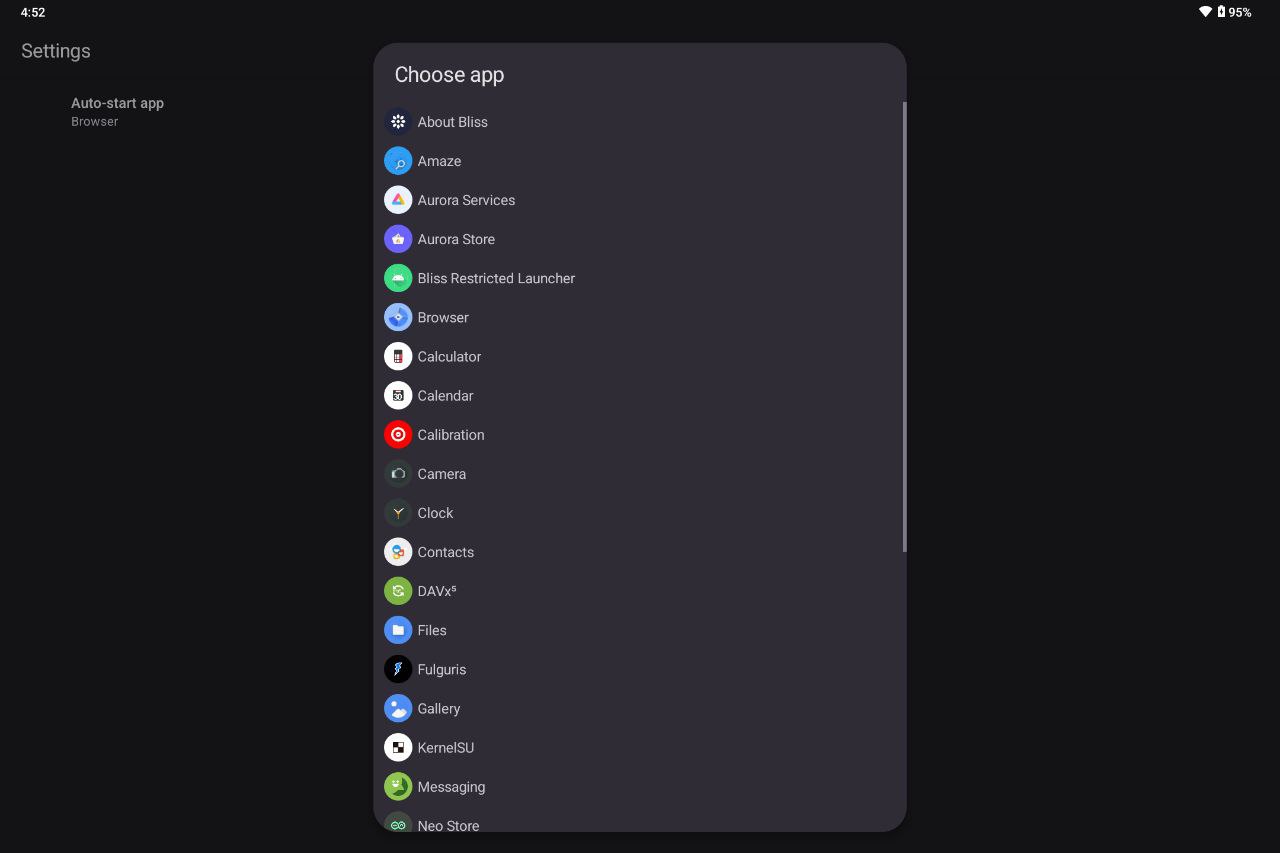 4:52
95%
Settings
Choose app
Auto-start app
Browser
About Bliss
Amaze
Aurora Services
Aurora Store
Bliss Restricted Launcher
Browser
Calculator
Calendar
Calibration
Camera
Clock
Contacts
DAVx⁵
Files
Fulguris
Gallery
KernelSU
Messaging
Neo Store